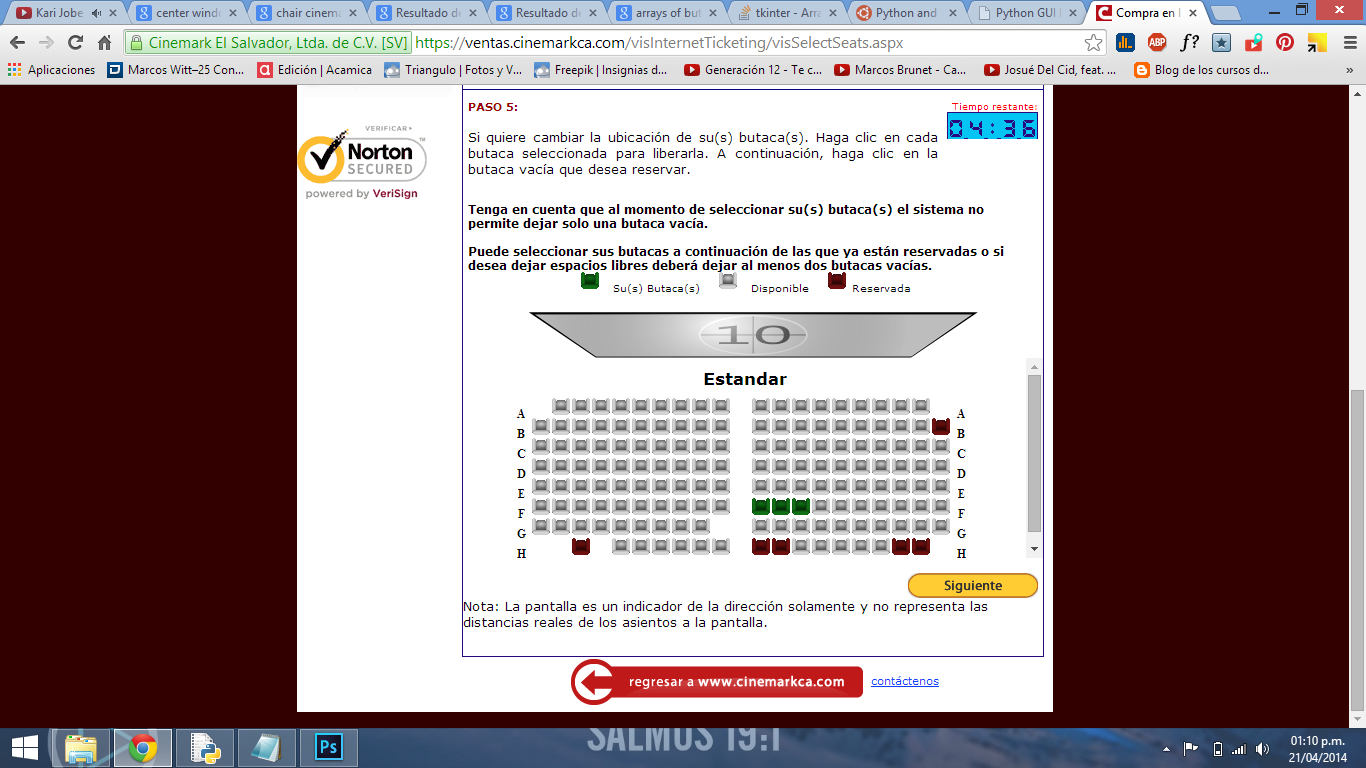 Kari Jobe
center wind
chair cinema
Resultado de
Resultado de
arrays of but
tkinter - Arra
Python and
Python GUI
Compra en
Cinemark El Salvador, Ltda. de C.V. [SV]
https://ventas.cinemarkca.com/visInternetTicketing/visSelectSeats.aspx
ABP
f?
Aplicaciones
Marcos Witt–25 Con...
Edición | Acamica
Triangulo | Fotos y V...
Freepik | Insignias d...
Generación 12 - Te c...
Marcos Brunet - Ca...
Josué Del Cid, feat. ...
Blog de los cursos d...
»
VERIFICAR
Norton
SECURED
powered by VeriSign
PASO 5:
Tiempo restante:
04:36
Si quiere cambiar la ubicación de su(s) butaca(s). Haga clic en cada
butaca seleccionada para liberarla. A continuación, haga clic en la
butaca vacía que desea reservar.
Tenga en cuenta que al momento de seleccionar su(s) butaca(s) el sistema no
permite dejar solo una butaca vacía.
Puede seleccionar sus butacas a continuación de las que ya están reservadas o si
desea dejar espacios libres deberá dejar al menos dos butacas vacías.
Su(s) Butaca(s)
Disponible
Reservada
10
Estandar
A A
B B
C C
D D
E E
F F
G G
H H
Siguiente
Nota: La pantalla es un indicador de la dirección solamente y no representa las
distancias reales de los asientos a la pantalla.
regresar a www.cinemarkca.com
contáctenos
SALMOS 19:1
Ps
01:10 p.m.
21/04/2014